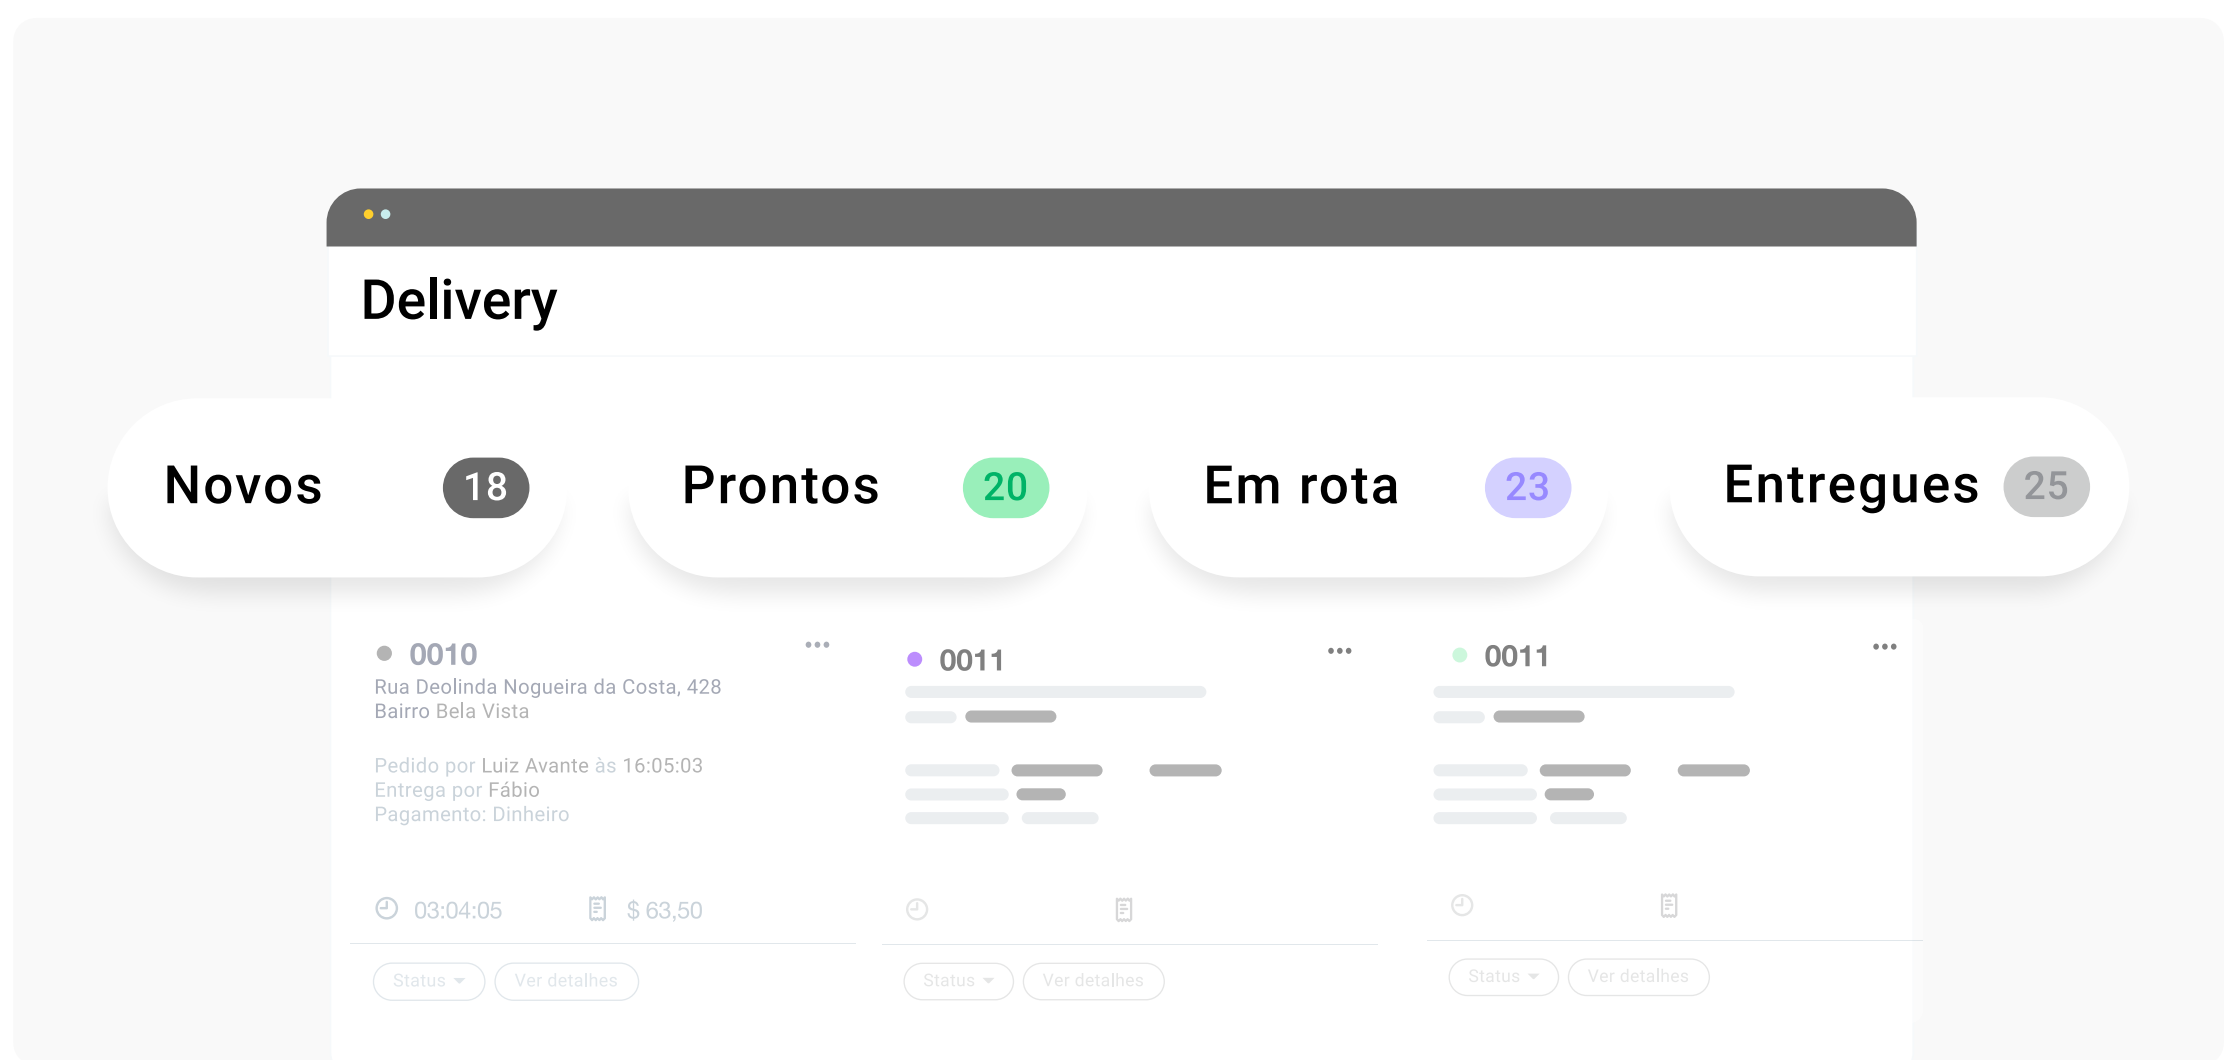 Delivery
Novos 18
Prontos 20
Em rota 23
Entregues 25
0010
Rua Deolinda Nogueira da Costa, 428
Bairro Bela Vista
Pedido por Luiz Avante às 16:05:03
Entrega por Fábio
Pagamento: Dinheiro
03:04:05 $ 63,50
Status Ver detalhes
0011
Status Ver detalhes
0011
Status Ver detalhes